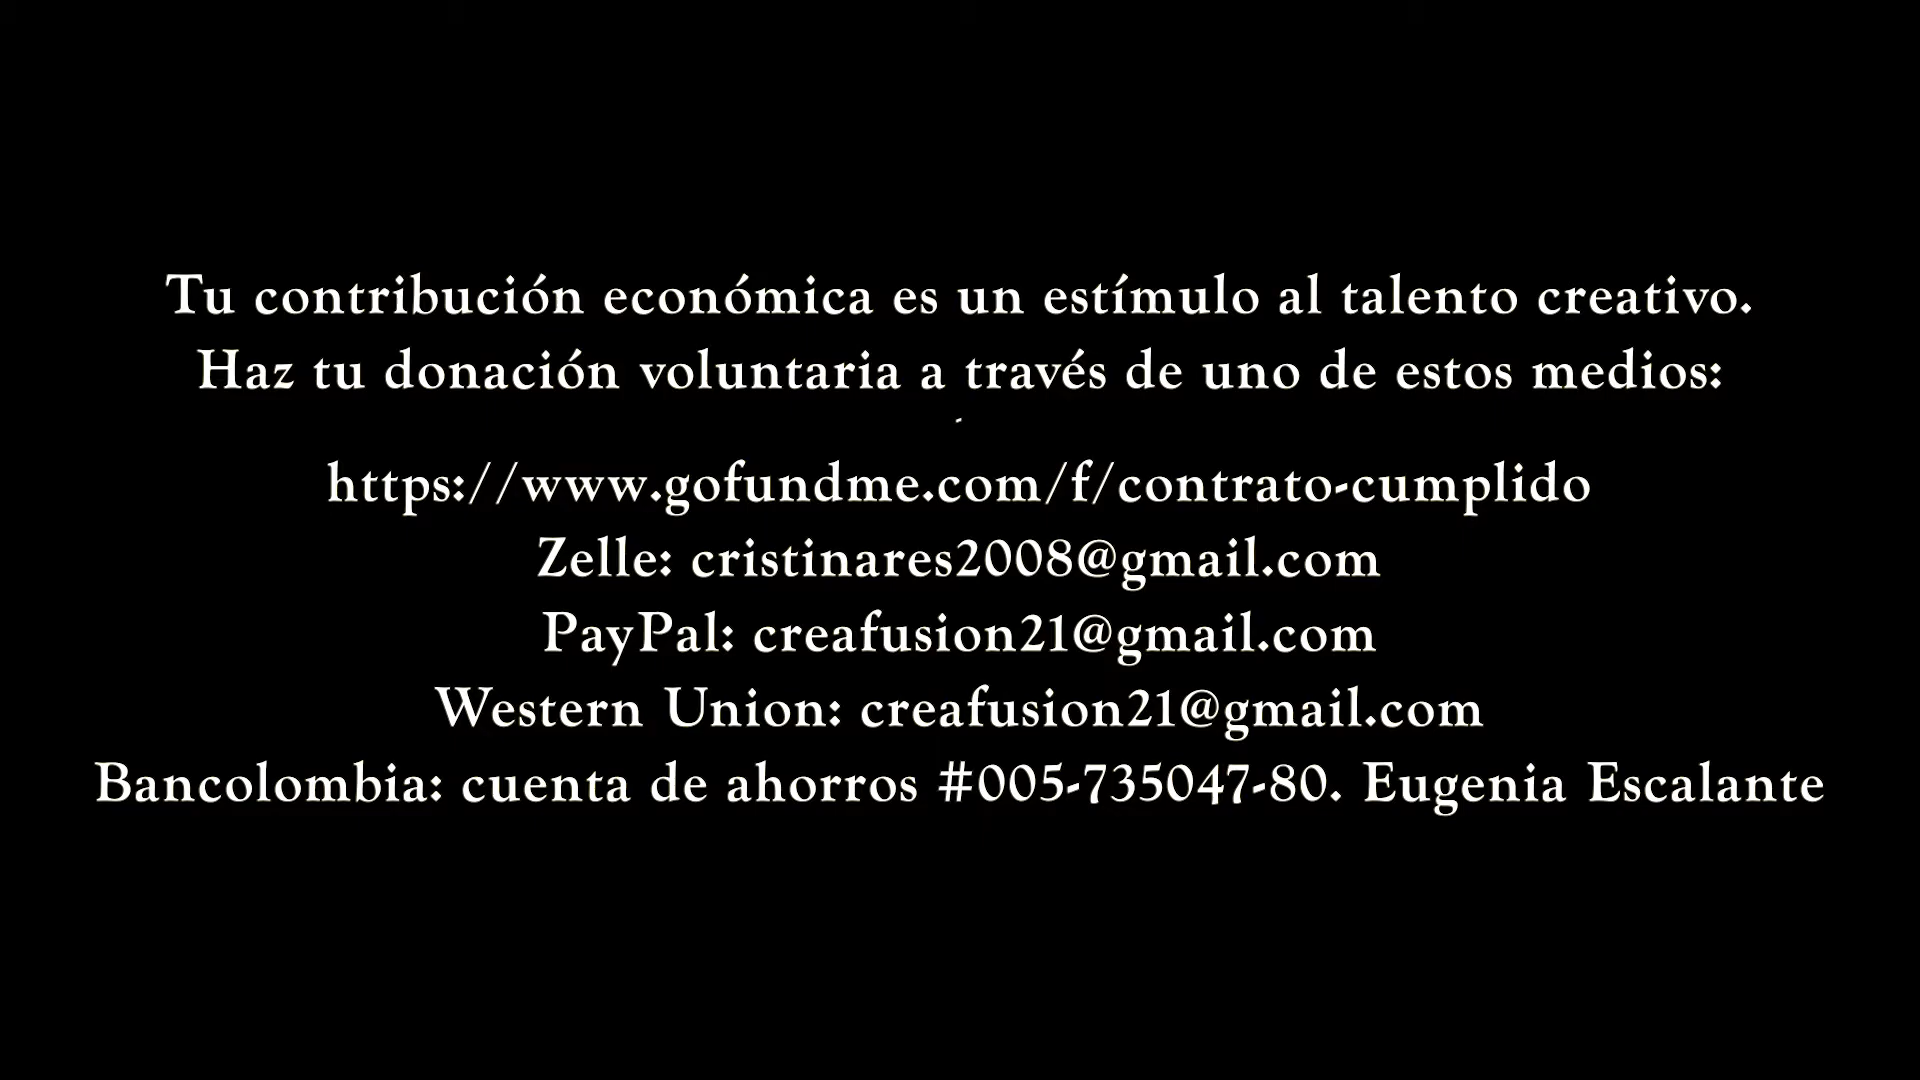 Tu contribución económica es un estímulo al talento creativo.
Haz tu donación voluntaria a través de uno de estos medios:
https://www.gofundme.com/f/contrato-cumplido
Zelle: cristinares2008@gmail.com
PayPal: creafusion21@gmail.com
Western Union: creafusion21@gmail.com
Bancolombia: cuenta de ahorros #005-735047-80. Eugenia Escalante